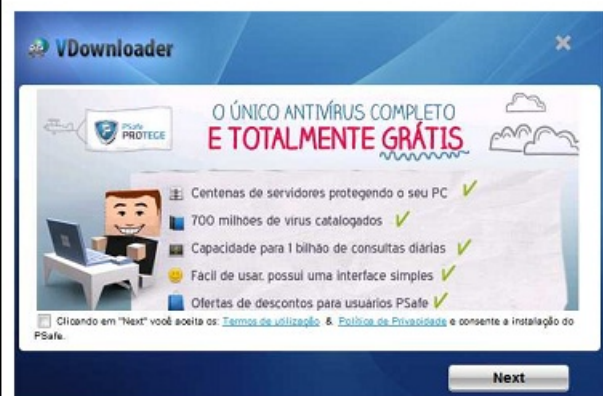 VDownloader
PSafe
PROTEGE
O ÚNICO ANTIVÍRUS COMPLETO
E TOTALMENTE GRÁTIS
Centenas de servidores protegendo o seu PC
700 milhões de virus catalogados
Capacidade para 1 bilhão de consultas diárias
Fácil de usar, possui uma interface simples
Ofertas de descontos para usuários PSafe
Clicando em "Next" você aceita os: Termos de utilização & Política de Privacidade e consente a instalação do
PSafe.
Next